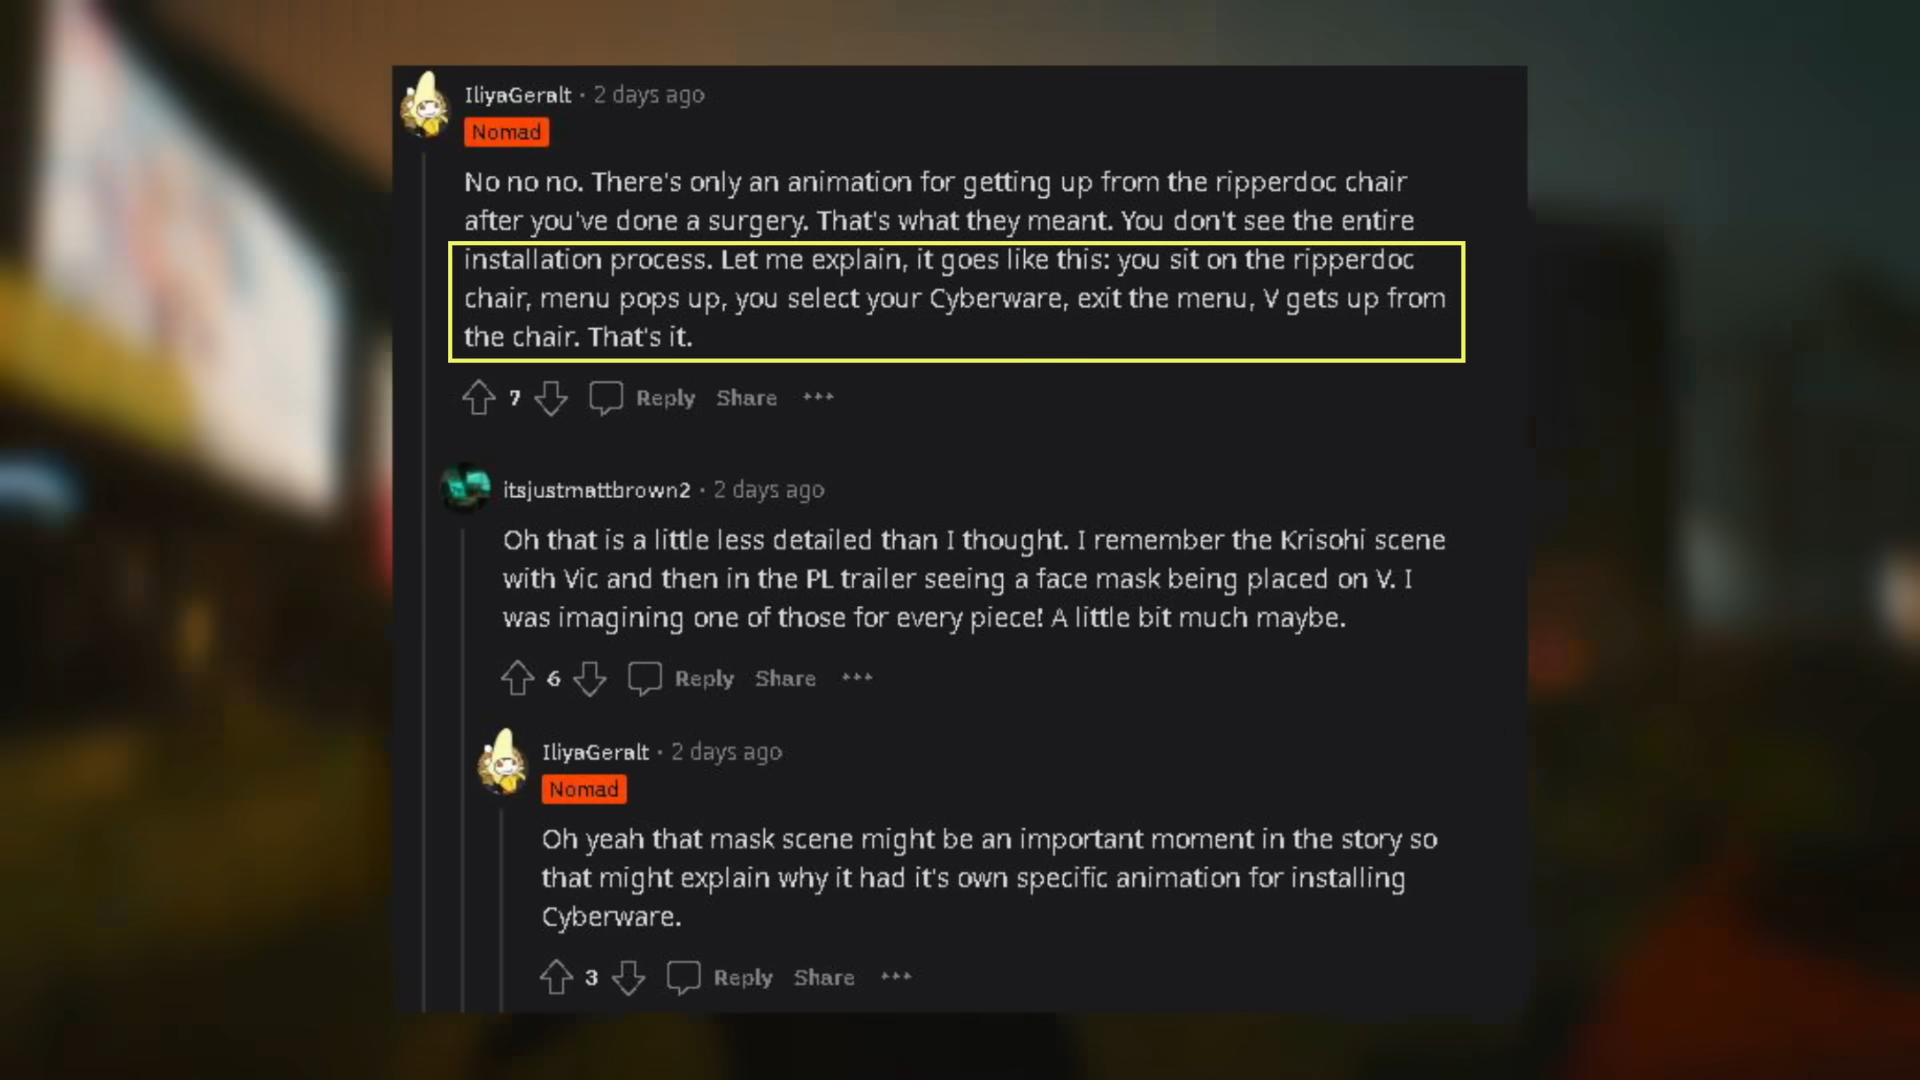 IliyaGeralt · 2 days ago
Nomad
No no no. There's only an animation for getting up from the ripperdoc chair
after you've done a surgery. That's what they meant. You don't see the entire
installation process. Let me explain, it goes like this: you sit on the ripperdoc
chair, menu pops up, you select your Cyberware, exit the menu, V gets up from
the chair. That's it.
7 Reply Share ···
itsjustmattbrown2 · 2 days ago
Oh that is a little less detailed than I thought. I remember the Krisohi scene
with Vic and then in the PL trailer seeing a face mask being placed on V. I
was imagining one of those for every piece! A little bit much maybe.
6 Reply Share ···
IliyaGeralt · 2 days ago
Nomad
Oh yeah that mask scene might be an important moment in the story so
that might explain why it had it's own specific animation for installing
Cyberware.
3 Reply Share ···